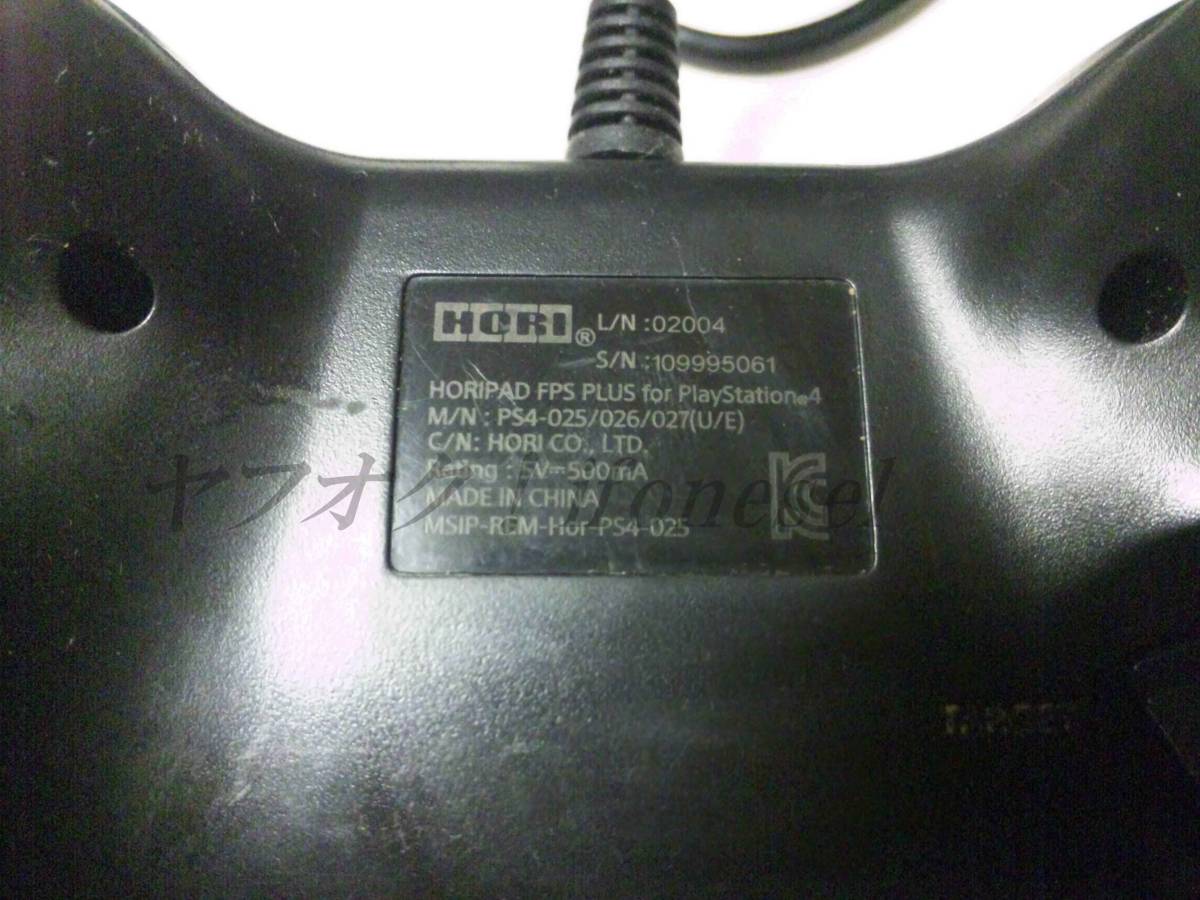 HORI® L/N :02004
S/N :109995061
HORIPAD FPS PLUS for PlayStation®4
M/N : PS4-025/026/027(U/E)
C/N: HORI CO., LTD.
Rating : 5V⎓500mA
MADE IN CHINA
MSIP-REM-Hor-PS4-025
ヤフオク
TARGET